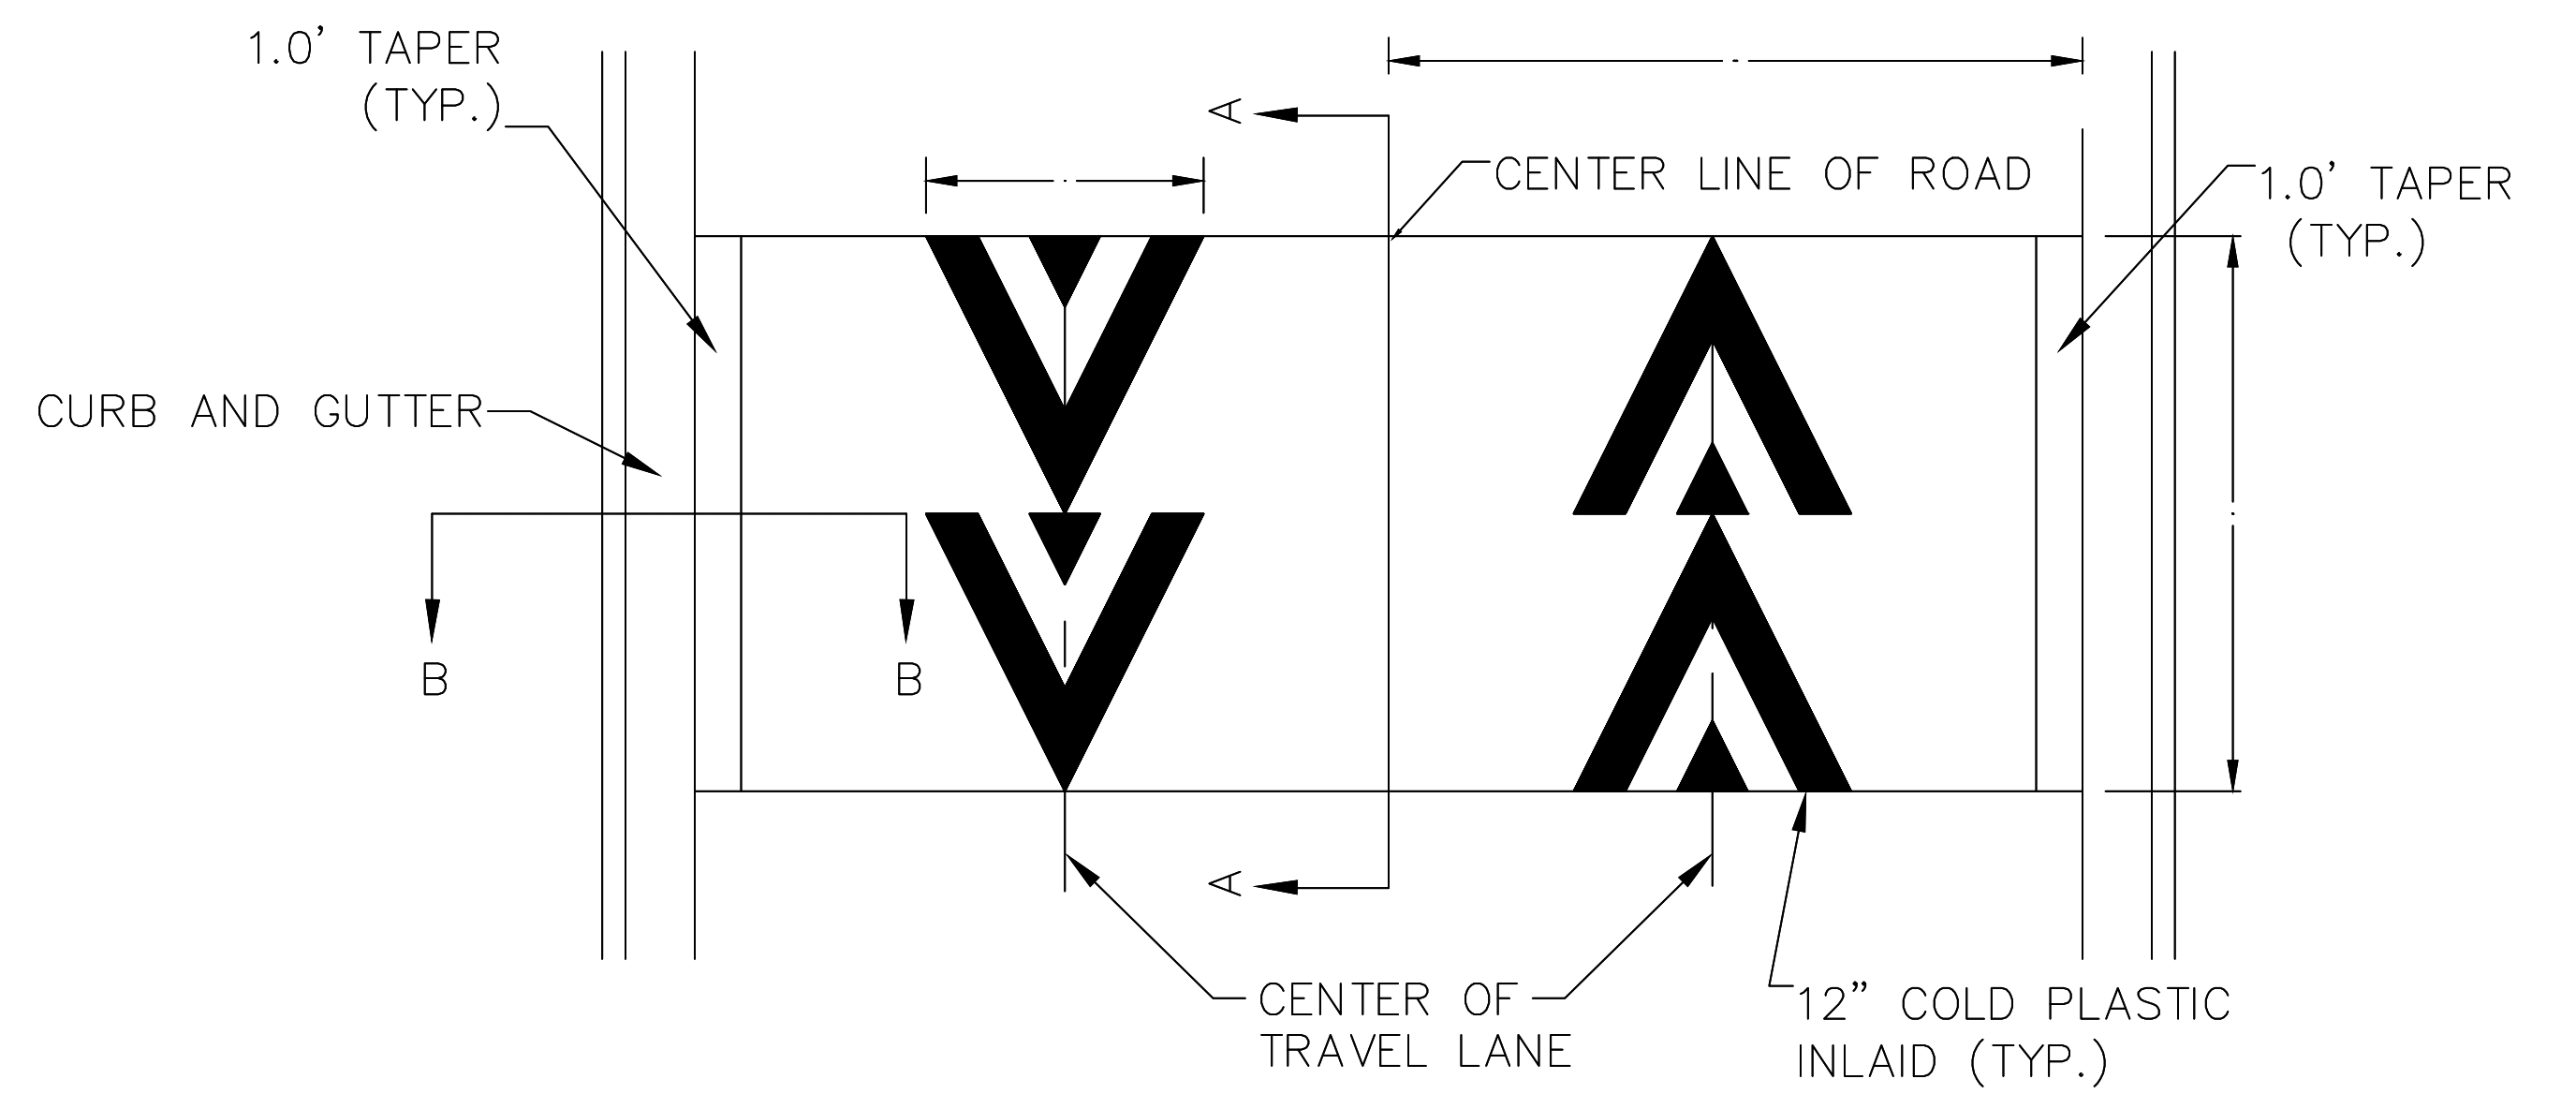 1.0' TAPER
(TYP.)
A
CENTER LINE OF ROAD
1.0' TAPER
(TYP.)
CURB AND GUTTER
B
B
A
CENTER OF
TRAVEL LANE
12” COLD PLASTIC
INLAID (TYP.)